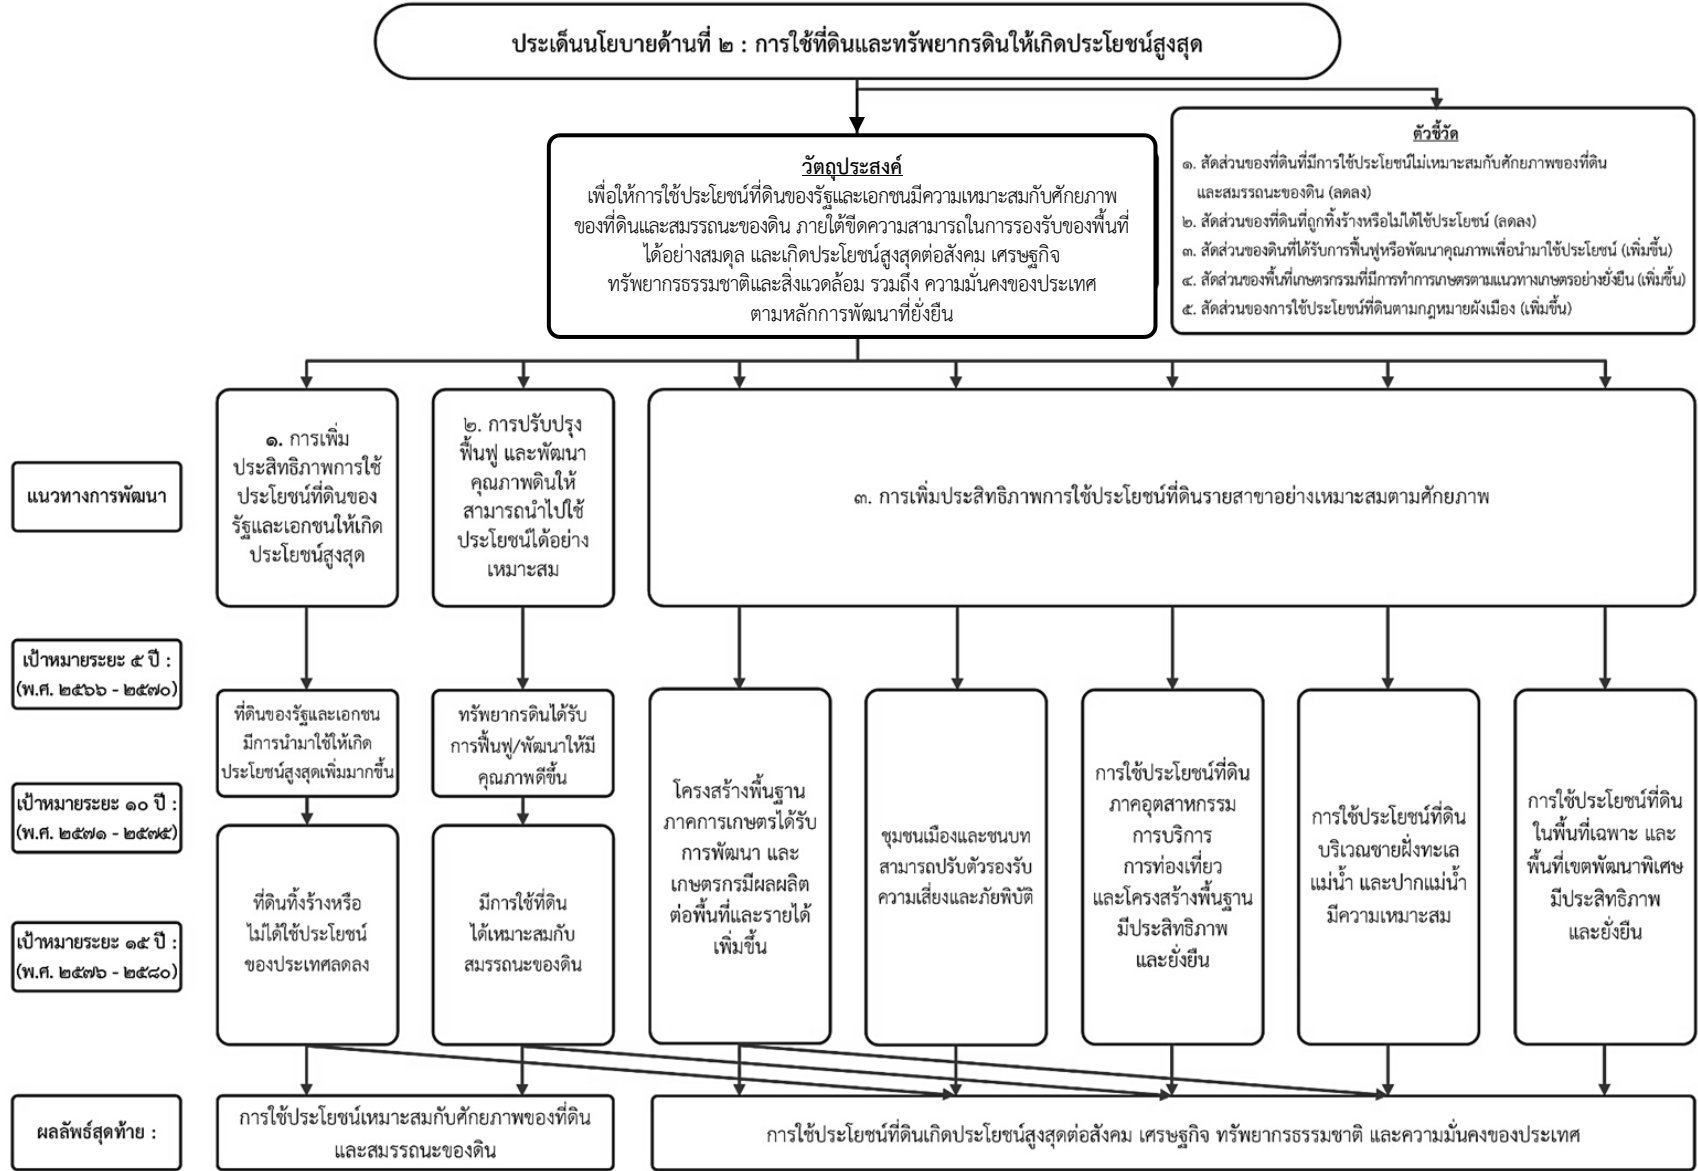 ประเด็นนโยบายด้านที่ ๒ : การใช้ที่ดินและทรัพยากรดินให้เกิดประโยชน์สูงสุด
วัตถุประสงค์
เพื่อให้การใช้ประโยชน์ที่ดินของรัฐและเอกชนมีความเหมาะสมกับศักยภาพ
ของที่ดินและสมรรถนะของดิน ภายใต้ขีดความสามารถในการรองรับของพื้นที่
ได้อย่างสมดุล และเกิดประโยชน์สูงสุดต่อสังคม เศรษฐกิจ
ทรัพยากรธรรมชาติและสิ่งแวดล้อม รวมถึง ความมั่นคงของประเทศ
ตามหลักการพัฒนาที่ยั่งยืน
ตัวชี้วัด
๑. สัดส่วนของที่ดินที่มีการใช้ประโยชน์ไม่เหมาะสมกับศักยภาพของที่ดิน
และสมรรถนะของดิน (ลดลง)
๒. สัดส่วนของที่ดินที่ถูกทิ้งร้างหรือไม่ได้ใช้ประโยชน์ (ลดลง)
๓. สัดส่วนของดินที่ได้รับการฟื้นฟูหรือพัฒนาคุณภาพเพื่อนำมาใช้ประโยชน์ (เพิ่มขึ้น)
๔. สัดส่วนของพื้นที่เกษตรกรรมที่มีการทำการเกษตรตามแนวทางเกษตรอย่างยั่งยืน (เพิ่มขึ้น)
๕. สัดส่วนของการใช้ประโยชน์ที่ดินตามกฎหมายผังเมือง (เพิ่มขึ้น)
แนวทางการพัฒนา
๑. การเพิ่ม
ประสิทธิภาพการใช้
ประโยชน์ที่ดินของ
รัฐและเอกชนให้เกิด
ประโยชน์สูงสุด
๒. การปรับปรุง
ฟื้นฟู และพัฒนา
คุณภาพดินให้
สามารถนำไปใช้
ประโยชน์ได้อย่าง
เหมาะสม
๓. การเพิ่มประสิทธิภาพการใช้ประโยชน์ที่ดินรายสาขาอย่างเหมาะสมตามศักยภาพ
เป้าหมายระยะ ๕ ปี :
(พ.ศ. ๒๕๖๖ - ๒๕๗๐)
เป้าหมายระยะ ๑๐ ปี :
(พ.ศ. ๒๕๗๑ - ๒๕๗๕)
เป้าหมายระยะ ๑๕ ปี :
(พ.ศ. ๒๕๗๖ - ๒๕๘๐)
ที่ดินของรัฐและเอกชน
มีการนำมาใช้ให้เกิด
ประโยชน์สูงสุดเพิ่มมากขึ้น
ที่ดินทิ้งร้างหรือ
ไม่ได้ใช้ประโยชน์
ของประเทศลดลง
ทรัพยากรดินได้รับ
การฟื้นฟู/พัฒนาให้มี
คุณภาพดีขึ้น
มีการใช้ที่ดิน
ได้เหมาะสมกับ
สมรรถนะของดิน
โครงสร้างพื้นฐาน
ภาคการเกษตรได้รับ
การพัฒนา และ
เกษตรกรมีผลผลิต
ต่อพื้นที่และรายได้
เพิ่มขึ้น
ชุมชนเมืองและชนบท
สามารถปรับตัวรองรับ
ความเสี่ยงและภัยพิบัติ
การใช้ประโยชน์ที่ดิน
ภาคอุตสาหกรรม
การบริการ
การท่องเที่ยว
และโครงสร้างพื้นฐาน
มีประสิทธิภาพ
และยั่งยืน
การใช้ประโยชน์ที่ดิน
บริเวณชายฝั่งทะเล
แม่น้ำ และปากแม่น้ำ
มีความเหมาะสม
การใช้ประโยชน์ที่ดิน
ในพื้นที่เฉพาะ และ
พื้นที่เขตพัฒนาพิเศษ
มีประสิทธิภาพ
และยั่งยืน
ผลลัพธ์สุดท้าย :
การใช้ประโยชน์เหมาะสมกับศักยภาพของที่ดิน
และสมรรถนะของดิน
การใช้ประโยชน์ที่ดินเกิดประโยชน์สูงสุดต่อสังคม เศรษฐกิจ ทรัพยากรธรรมชาติ และความมั่นคงของประเทศ